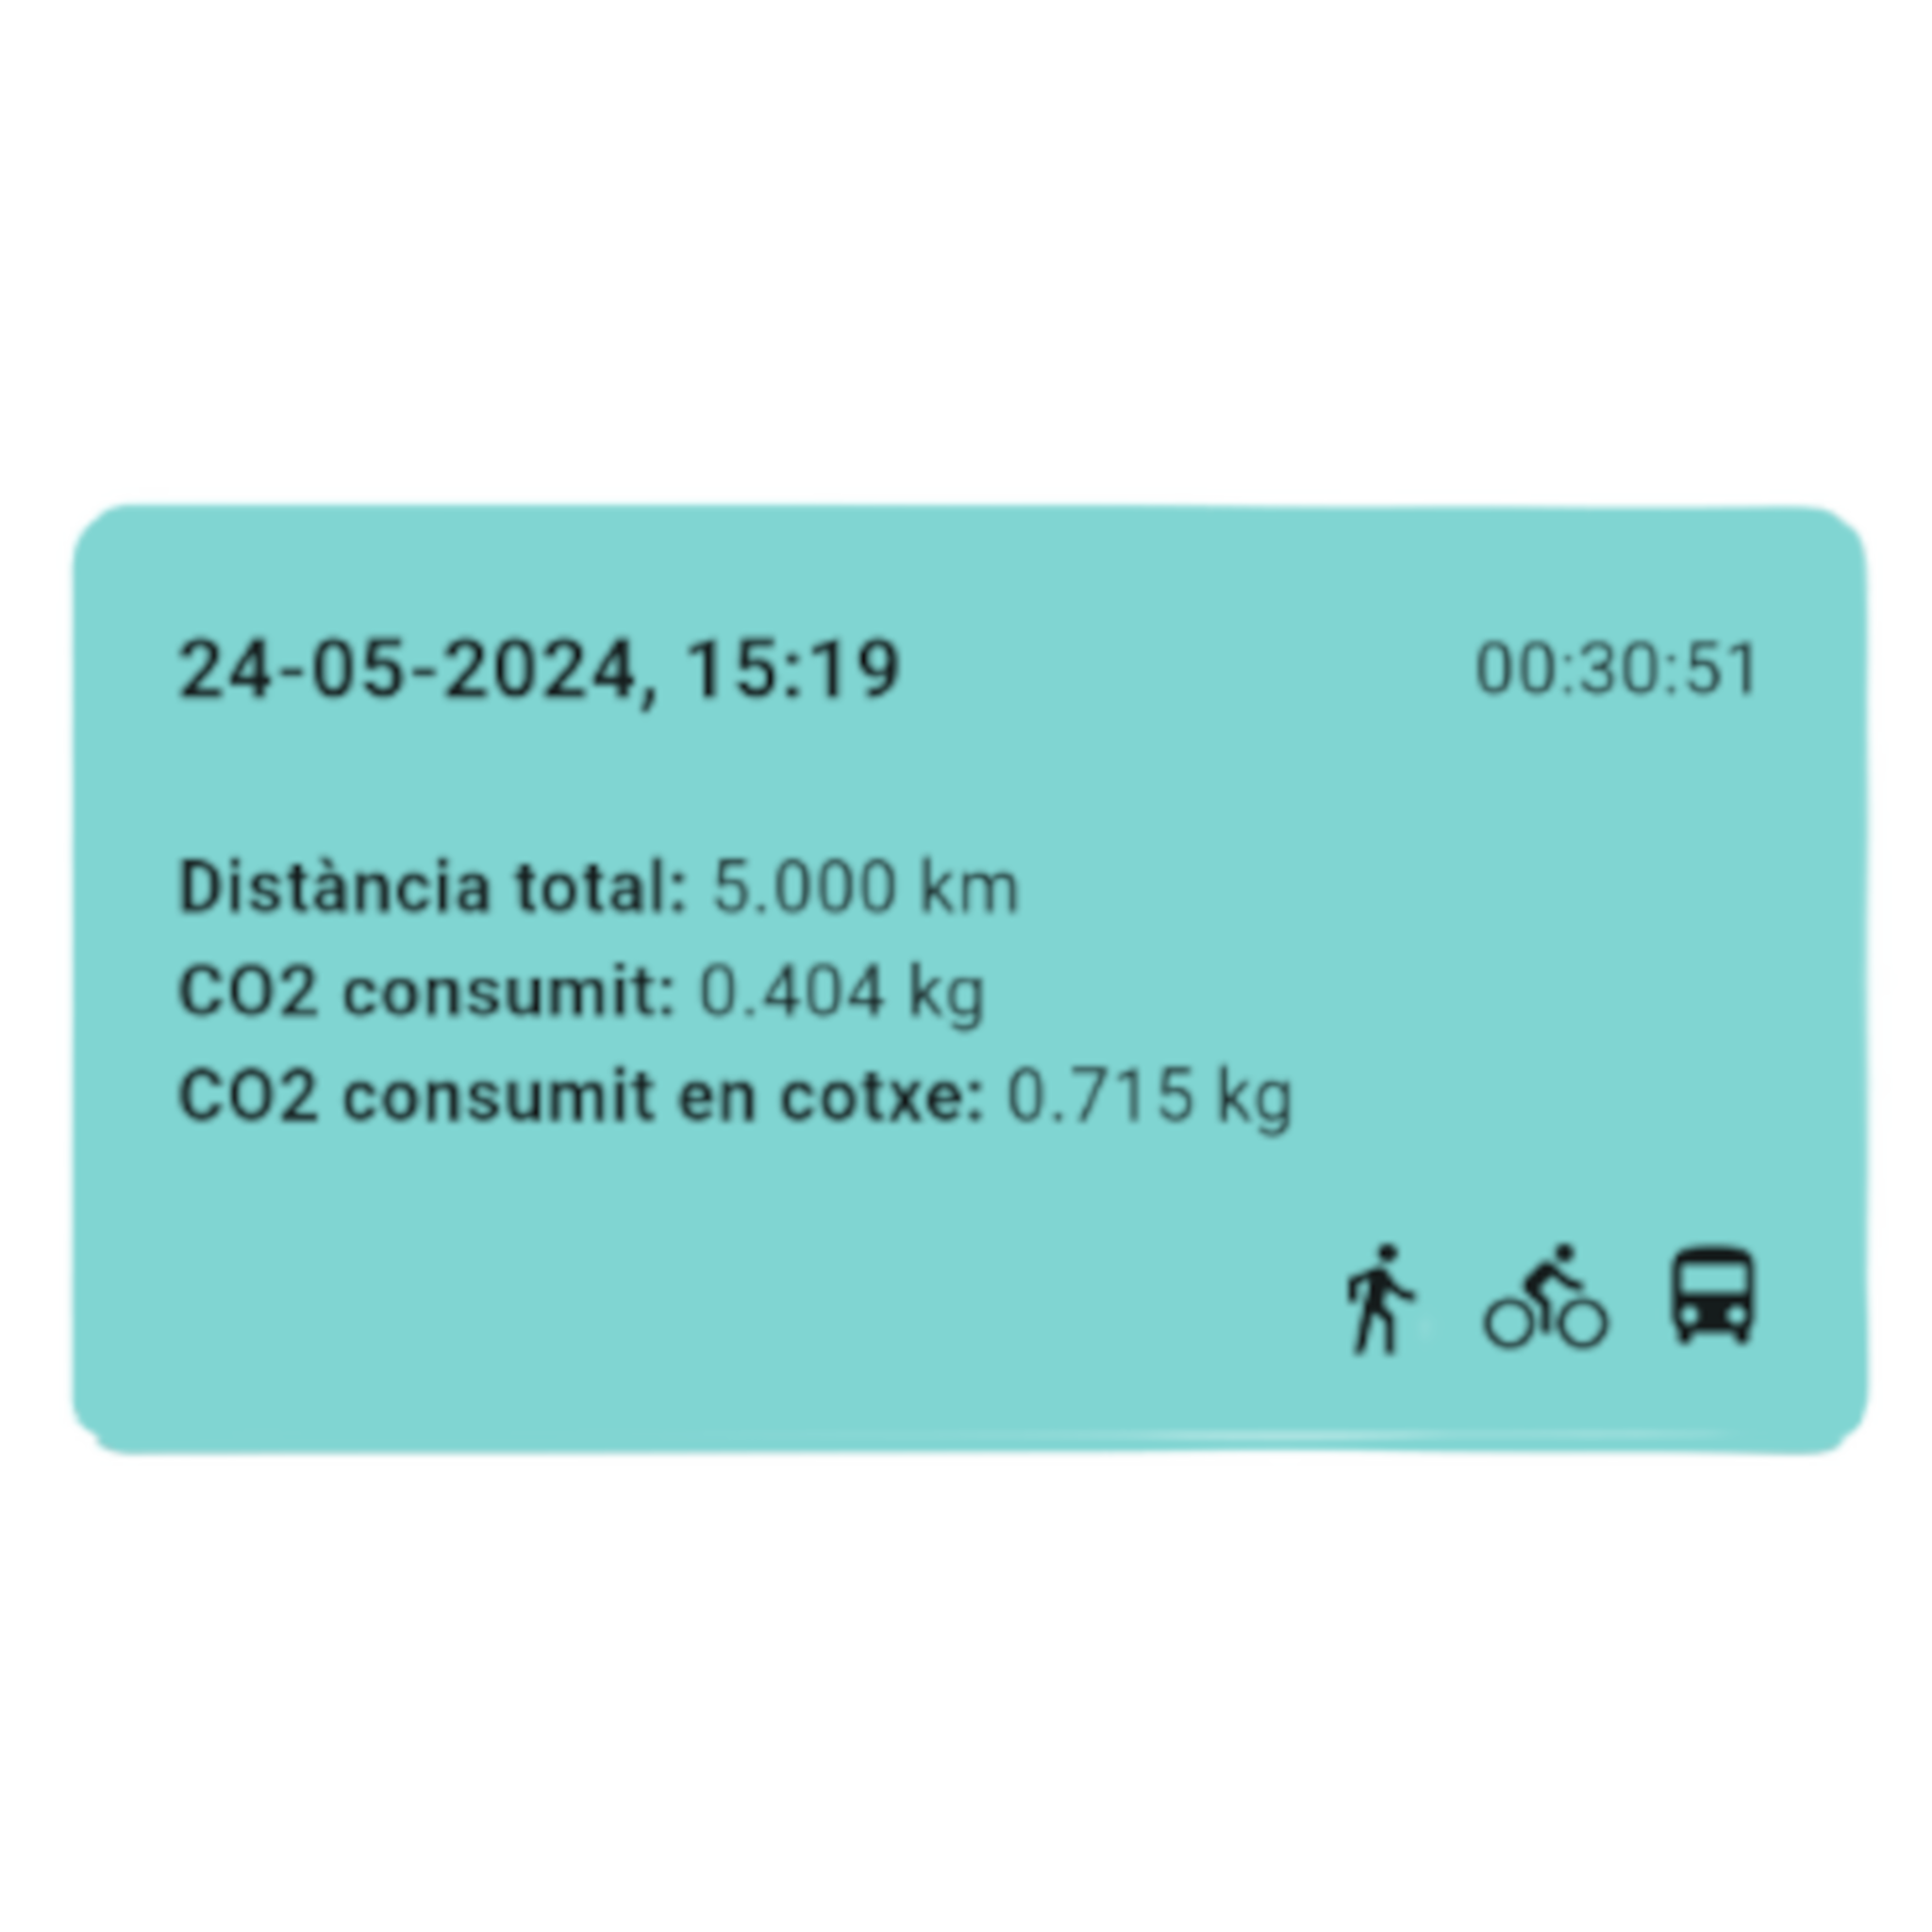 24-05-2024, 15:19
00:30:51
Distància total: 5.000 km
CO2 consumit: 0.404 kg
CO2 consumit en cotxe: 0.715 kg